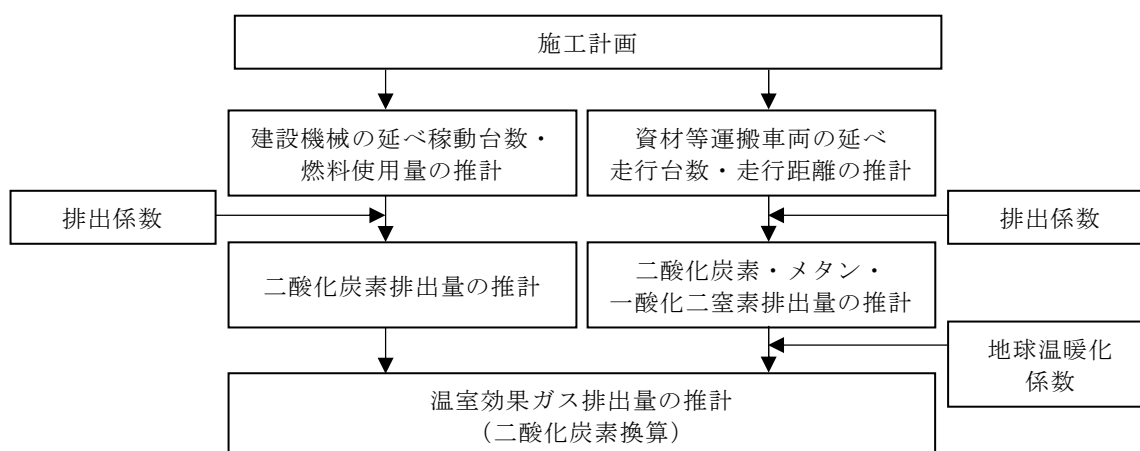 施工計画
建設機械の延べ稼動台数・
燃料使用量の推計
資材等運搬車両の延べ
走行台数・走行距離の推計
排出係数
排出係数
二酸化炭素排出量の推計
二酸化炭素・メタン・
一酸化二窒素排出量の推計
地球温暖化
係数
温室効果ガス排出量の推計
（二酸化炭素換算）